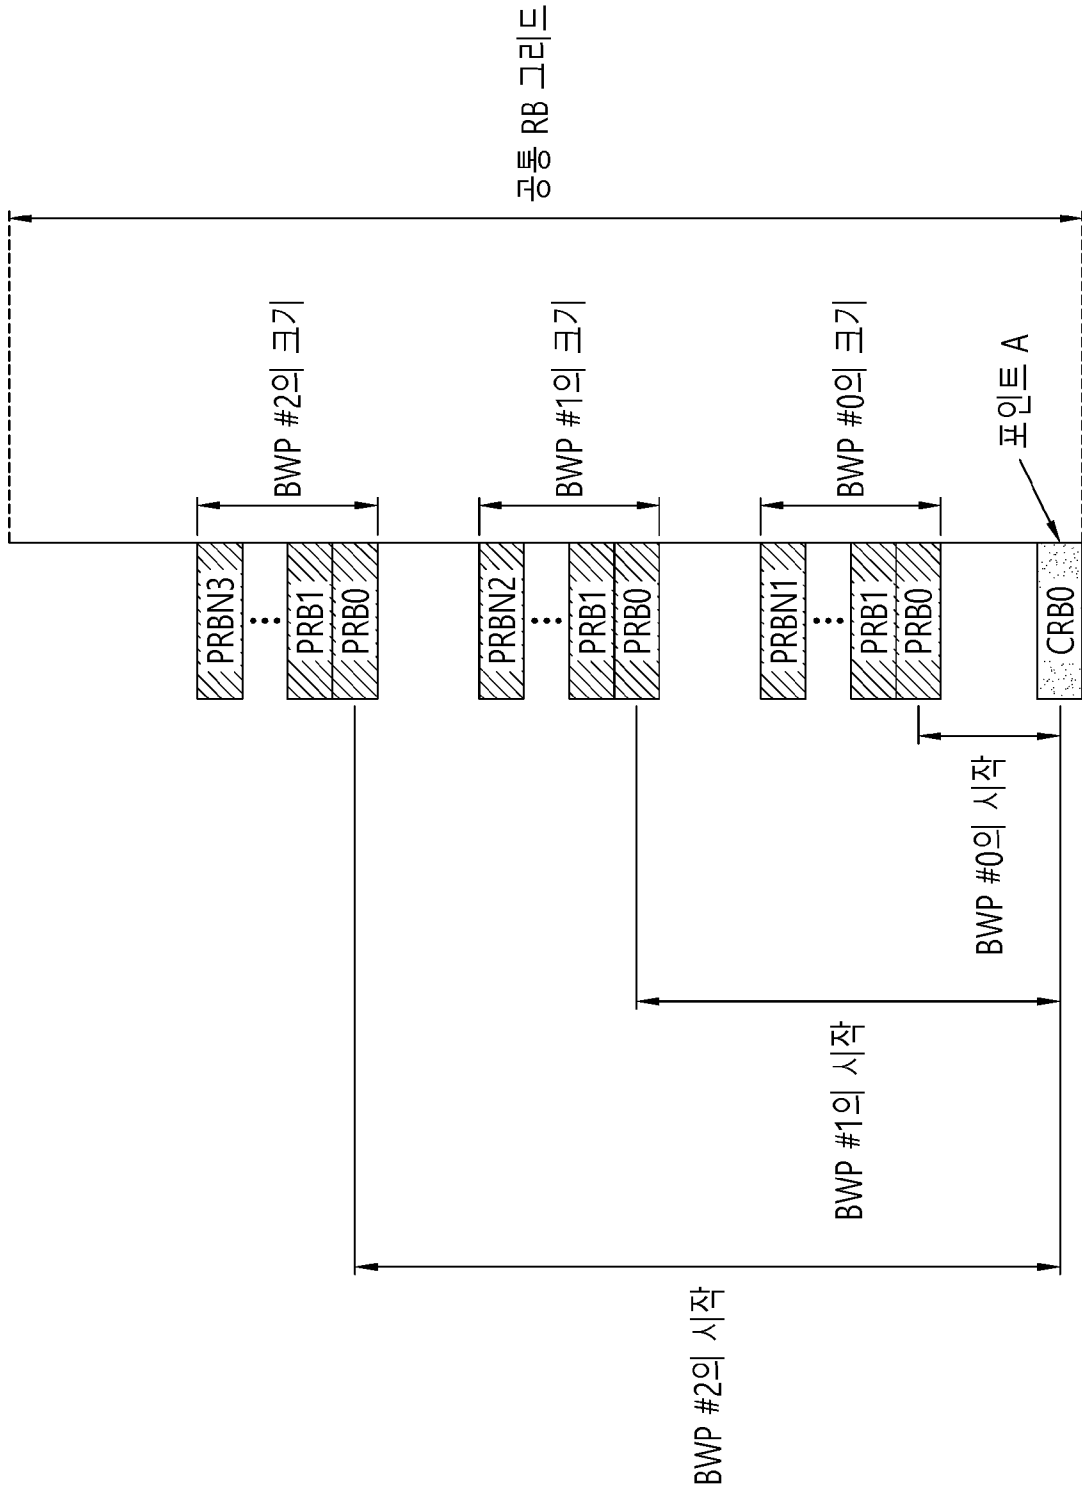 공통 RB 그리드
BWP #2의 크기
BWP #1의 크기
BWP #0의 크기
포인트 A
PRBN3
PRB1
PRB0
PRBN2
PRB1
PRB0
PRBN1
PRB1
PRB0
CRB0
BWP #0의 시작
BWP #1의 시작
BWP #2의 시작